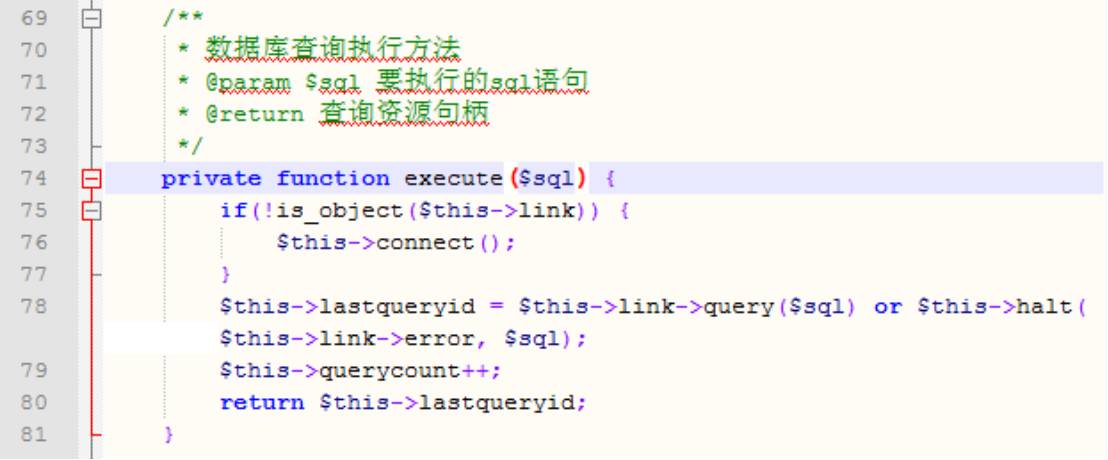 69 /**
70 * 数据库查询执行方法
71 * @param $sql 要执行的sql语句
72 * @return 查询资源句柄
73 */
74 private function execute($sql) {
75 if(!is_object($this->link)) {
76 $this->connect();
77 }
78 $this->lastqueryid = $this->link->query($sql) or $this->halt(
$this->link->error, $sql);
79 $this->querycount++;
80 return $this->lastqueryid;
81 }